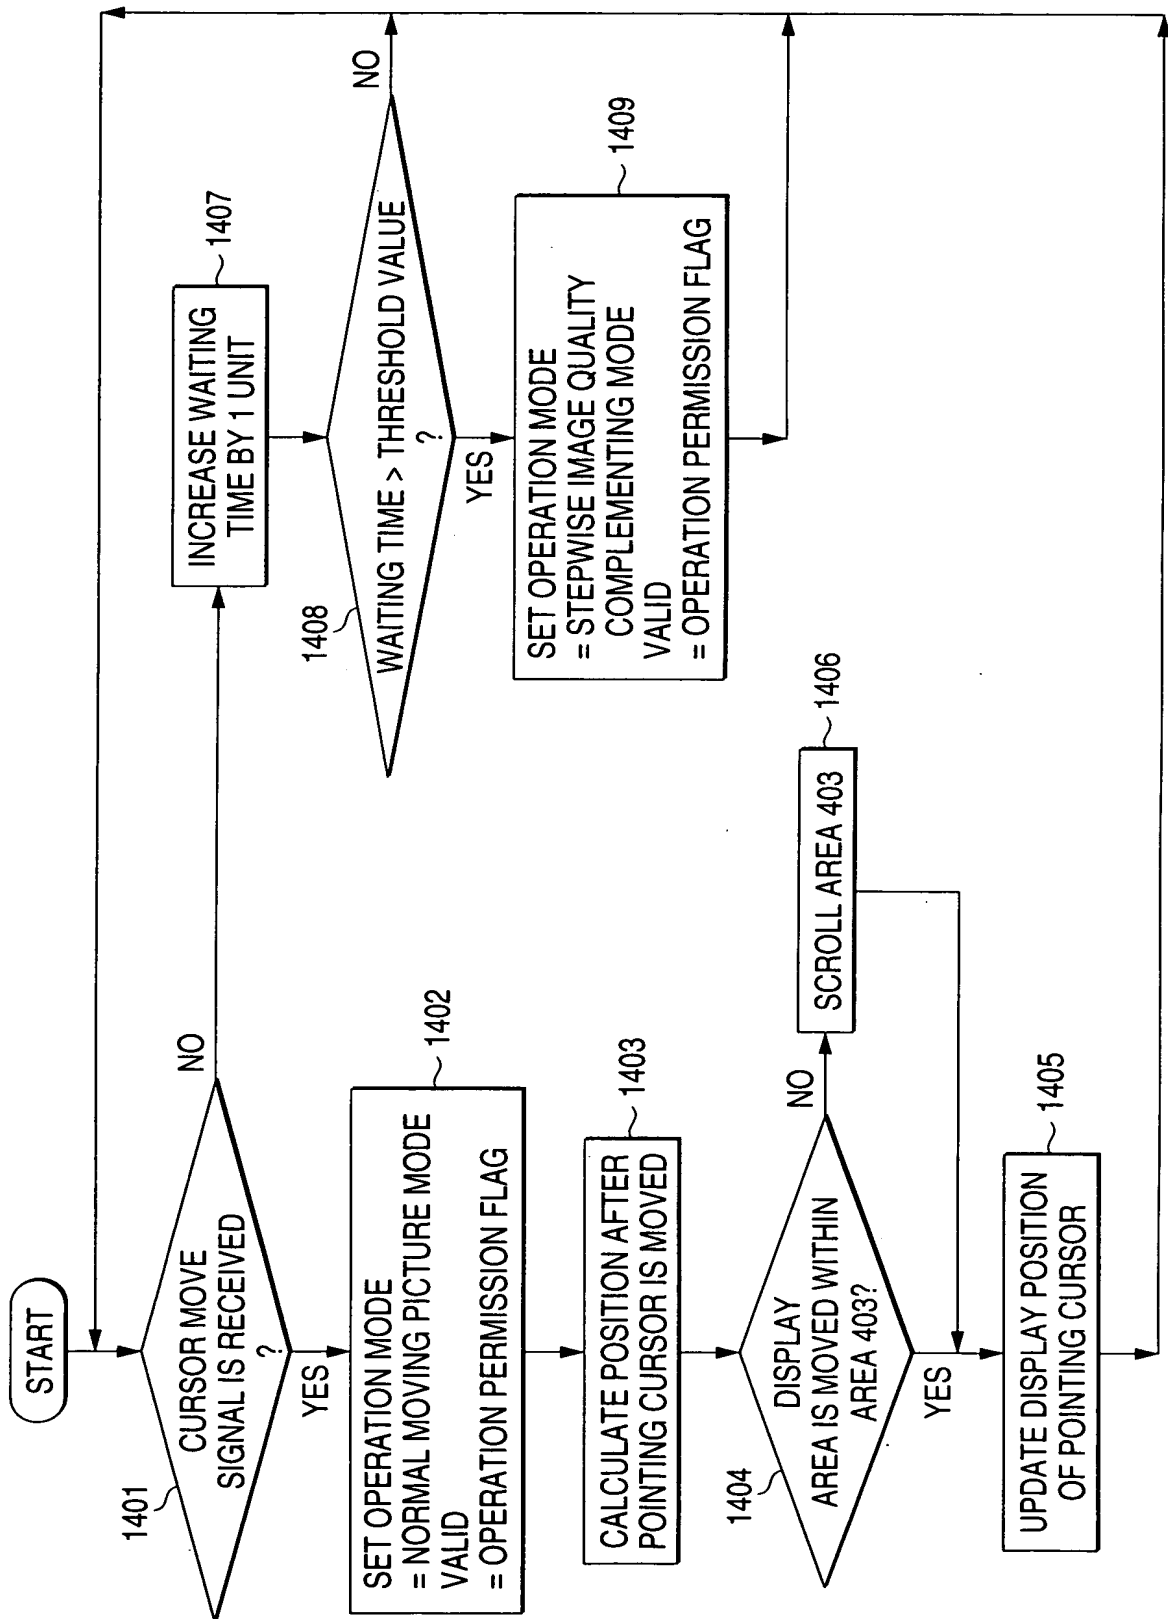 START
1401
CURSOR MOVE
SIGNAL IS RECEIVED
?
NO
YES
1402
SET OPERATION MODE
= NORMAL MOVING PICTURE MODE
VALID
= OPERATION PERMISSION FLAG
1403
CALCULATE POSITION AFTER
POINTING CURSOR IS MOVED
1404
DISPLAY
AREA IS MOVED WITHIN
AREA 403?
NO
YES
1406
SCROLL AREA 403
1405
UPDATE DISPLAY POSITION
OF POINTING CURSOR
1407
INCREASE WAITING
TIME BY 1 UNIT
1408
WAITING TIME > THRESHOLD VALUE
?
NO
YES
1409
SET OPERATION MODE
= STEPWISE IMAGE QUALITY
COMPLEMENTING MODE
VALID
= OPERATION PERMISSION FLAG